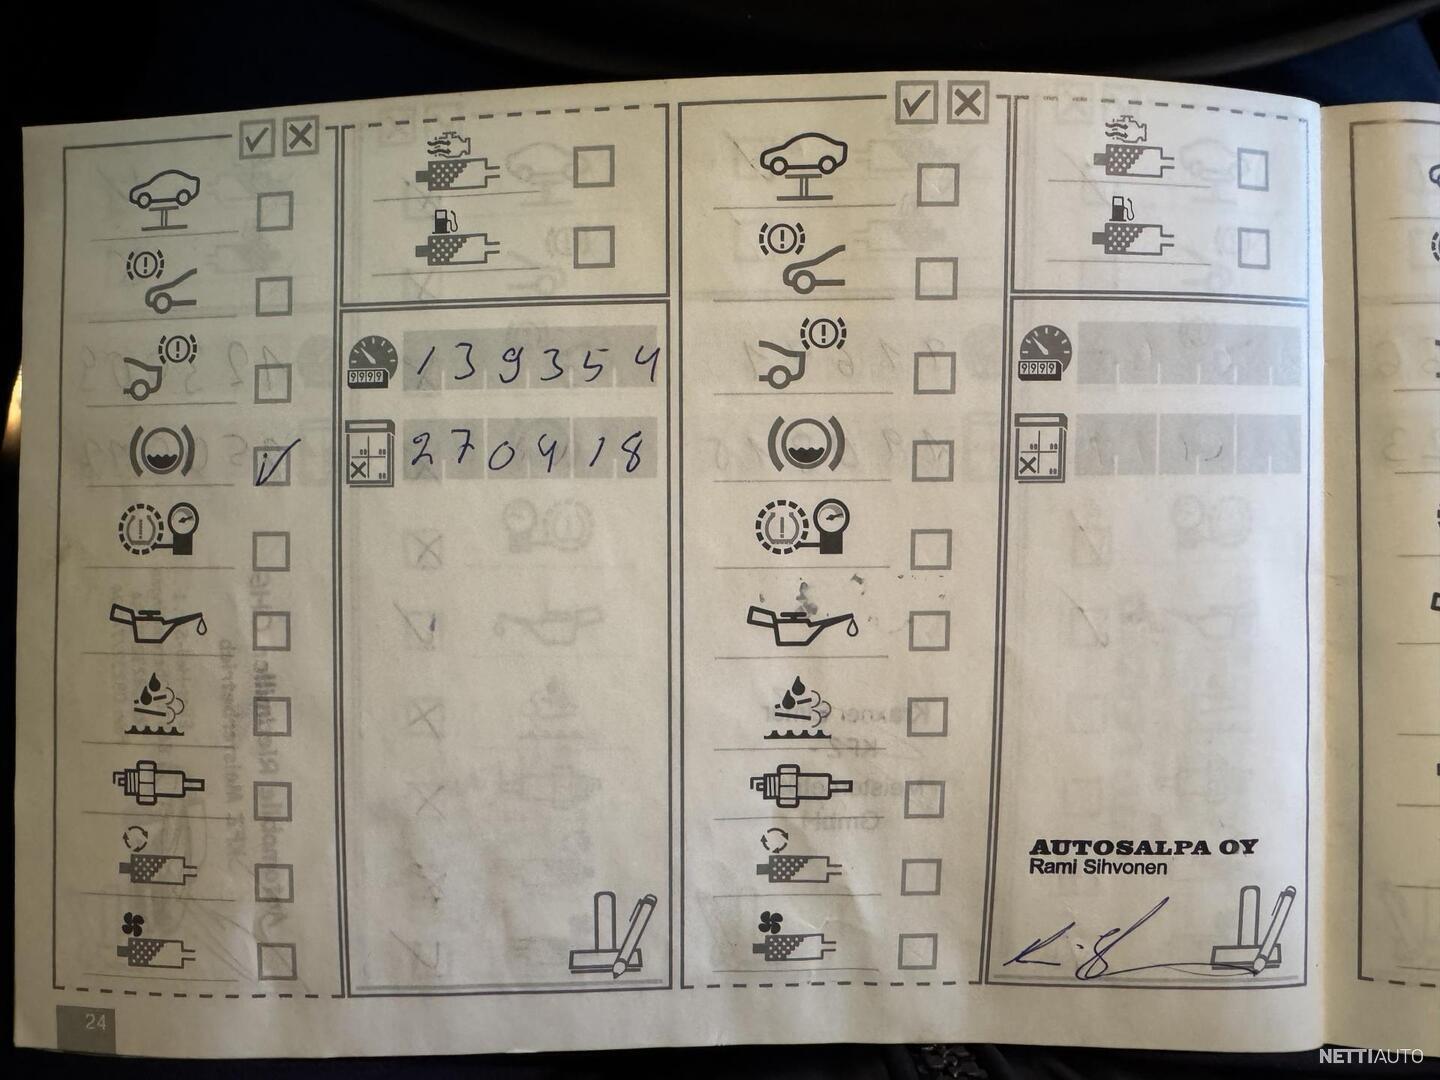 139354
270418
AUTOSALPA OY
Rami Sihvonen
24
NETTIAUTO